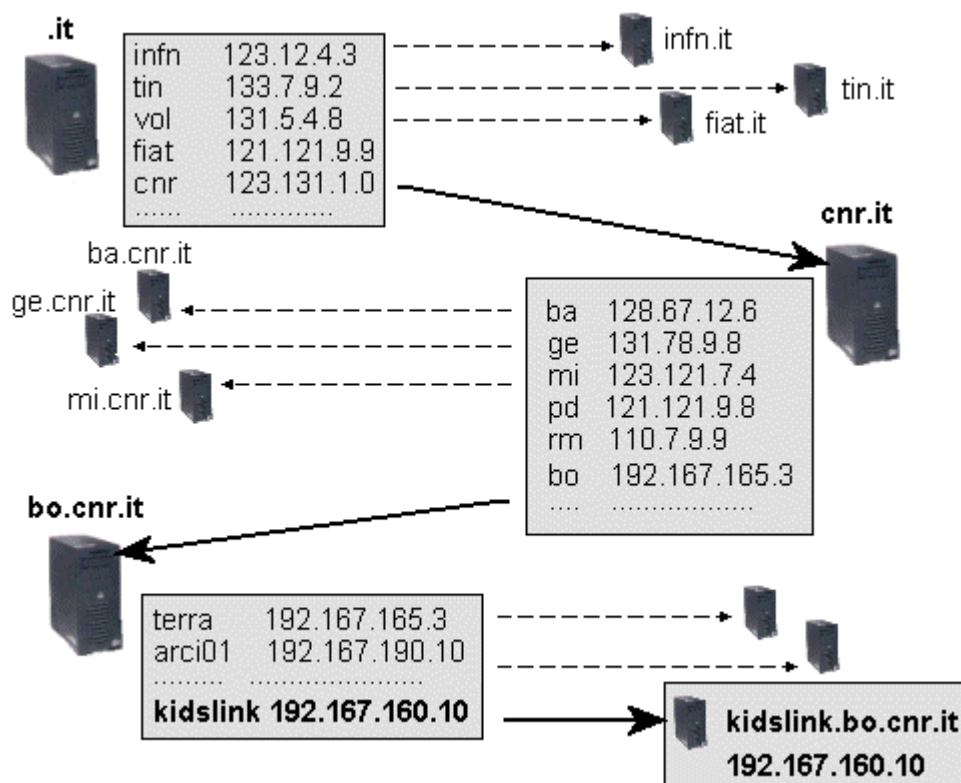 .it
infn 123.12.4.3
tin 133.7.9.2
vol 131.5.4.8
fiat 121.121.9.9
cnr 123.131.1.0
...... .............
infn.it
tin.it
fiat.it
cnr.it
ba.cnr.it
ge.cnr.it
mi.cnr.it
ba 128.67.12.6
ge 131.78.9.8
mi 123.121.7.4
pd 121.121.9.8
rm 110.7.9.9
bo 192.167.165.3
.... ..................
bo.cnr.it
terra 192.167.165.3
arci01 192.167.190.10
......... ......................
kidslink 192.167.160.10
kidslink.bo.cnr.it
192.167.160.10